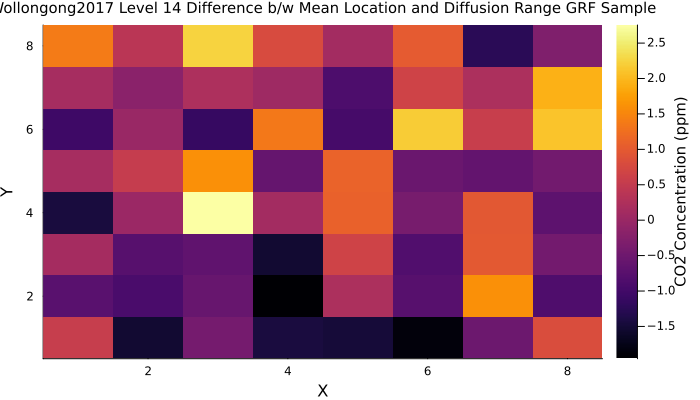 Level 14 Difference b/w Mean Location and Diffusion Range GRF Sample
8
6
4
2
Y
2 4 6 8
X
2.5
2.0
1.5
1.0
0.5
0
−0.5
−1.0
−1.5
CO2 Concentration (ppm)